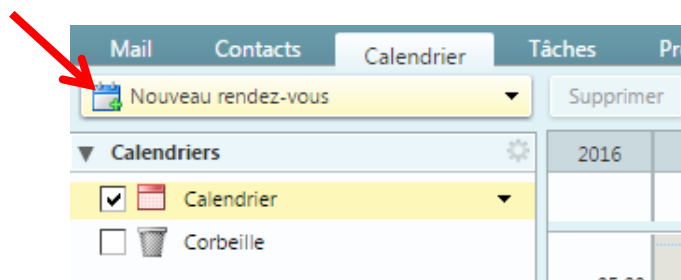 Mail Contacts Calendrier Tâches
Nouveau rendez-vous Supprimer
Calendriers 2016
Calendrier
Corbeille